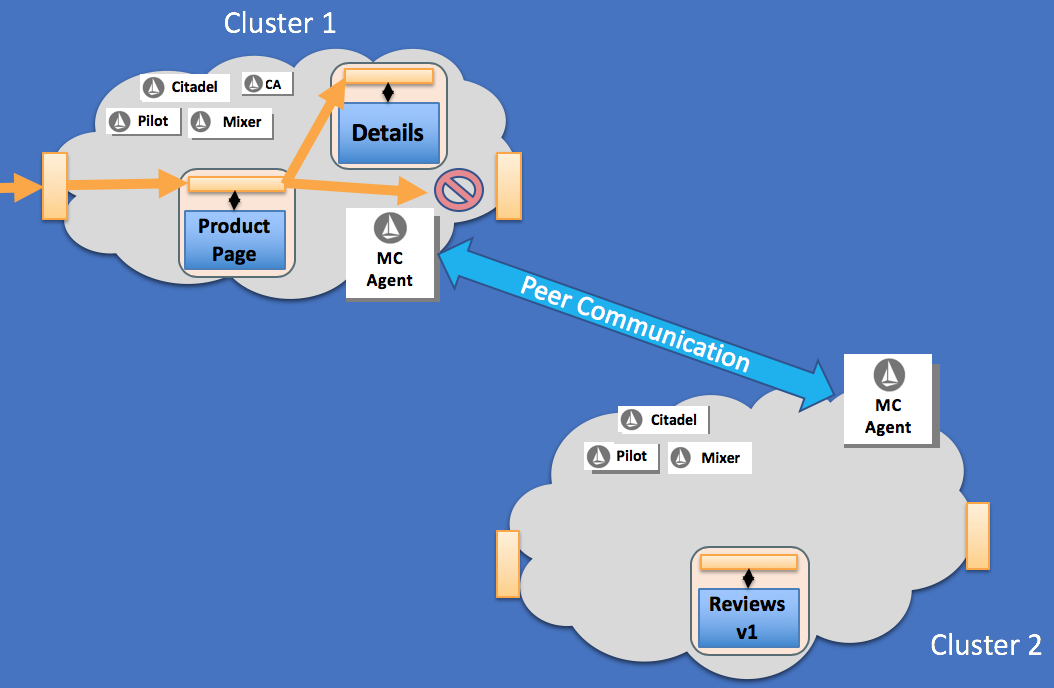 Cluster 1
Citadel
CA
Pilot
Mixer
Details
Product
Page
MC
Agent
Peer Communication
MC
Agent
Citadel
Pilot
Mixer
Reviews
v1
Cluster 2